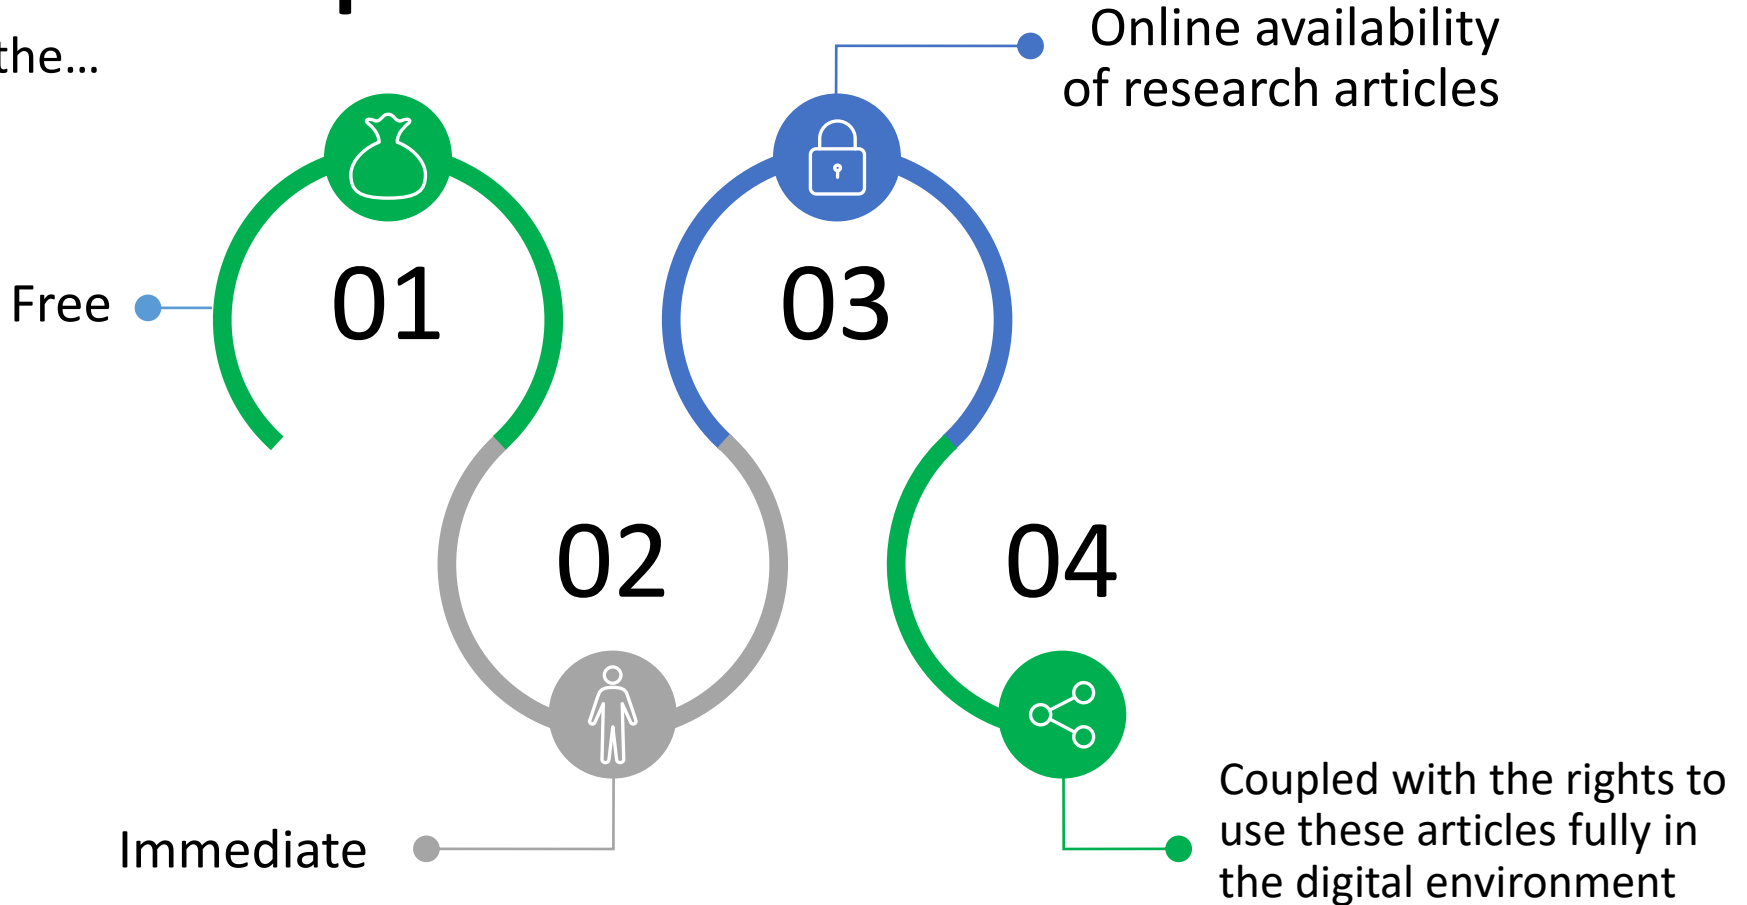 the...
Online availability
of research articles
Free
01
03
02
04
Immediate
Coupled with the rights to
use these articles fully in
the digital environment